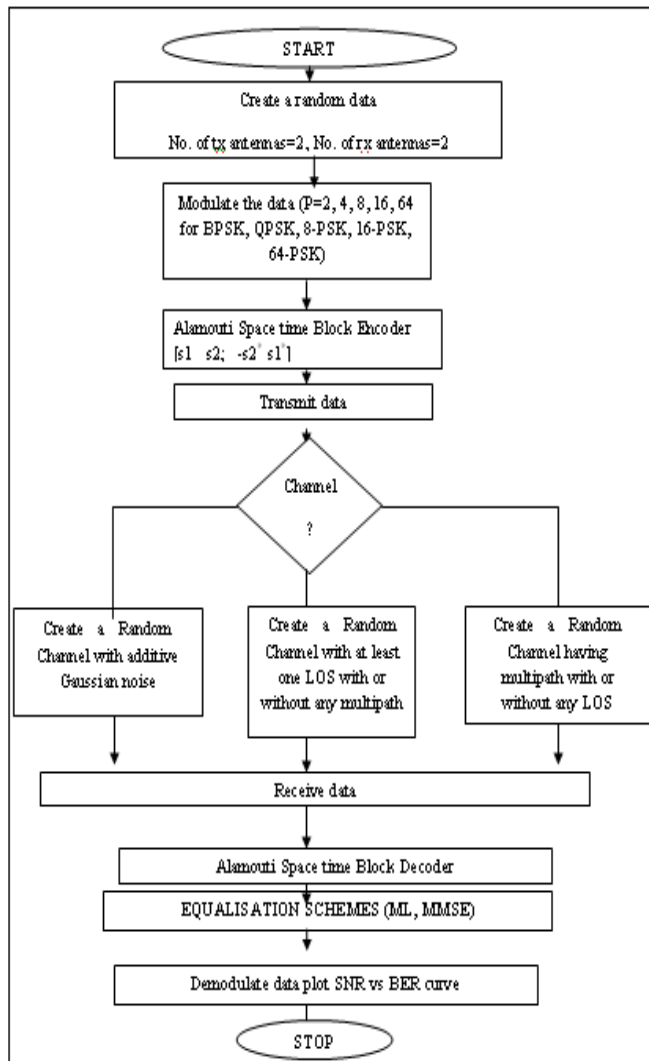 START
Create a random data
No. of tx antennas=2, No. of rx antennas=2
Modulate the data (P=2, 4, 8, 16, 64
for BPSK, QPSK, 8-PSK, 16-PSK,
64-PSK)
Alamouti Space time Block Encoder
[s1 s2; -s2* s1*]
Transmit data
Channel
?
Create a Random
Channel with additive
Gaussian noise
Create a Random
Channel with at least
one LOS with or
without any multipath
Create a Random
Channel having
multipath with or
without any LOS
Receive data
Alamouti Space time Block Decoder
EQUALISATION SCHEMES (ML, MMSE)
Demodulate data plot SNR vs BER curve
STOP